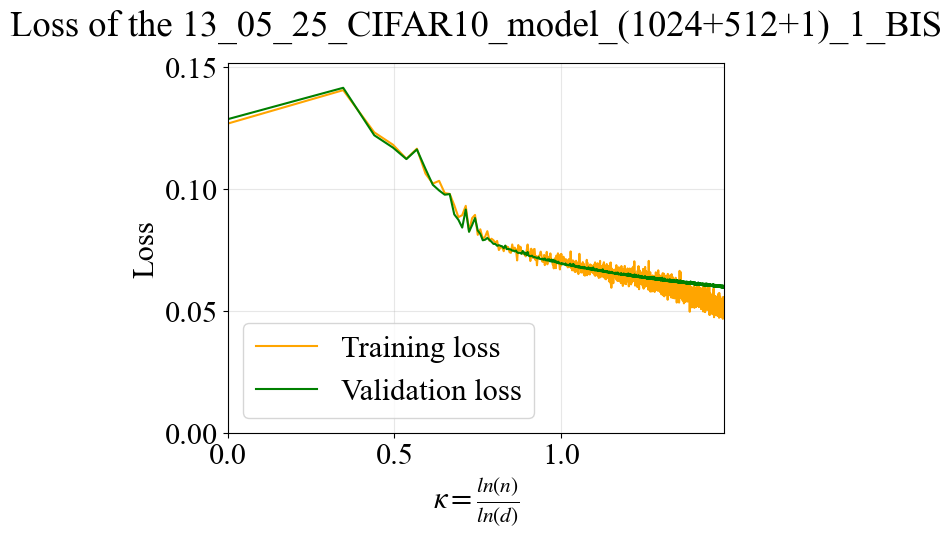 Loss of the 13_05_25_CIFAR10_model_(1024+512+1)_1_BIS
0.15
0.10
0.05
0.00
Loss
Training loss
Validation loss
0.0 0.5 1.0
κ = ln(n)/ln(d)